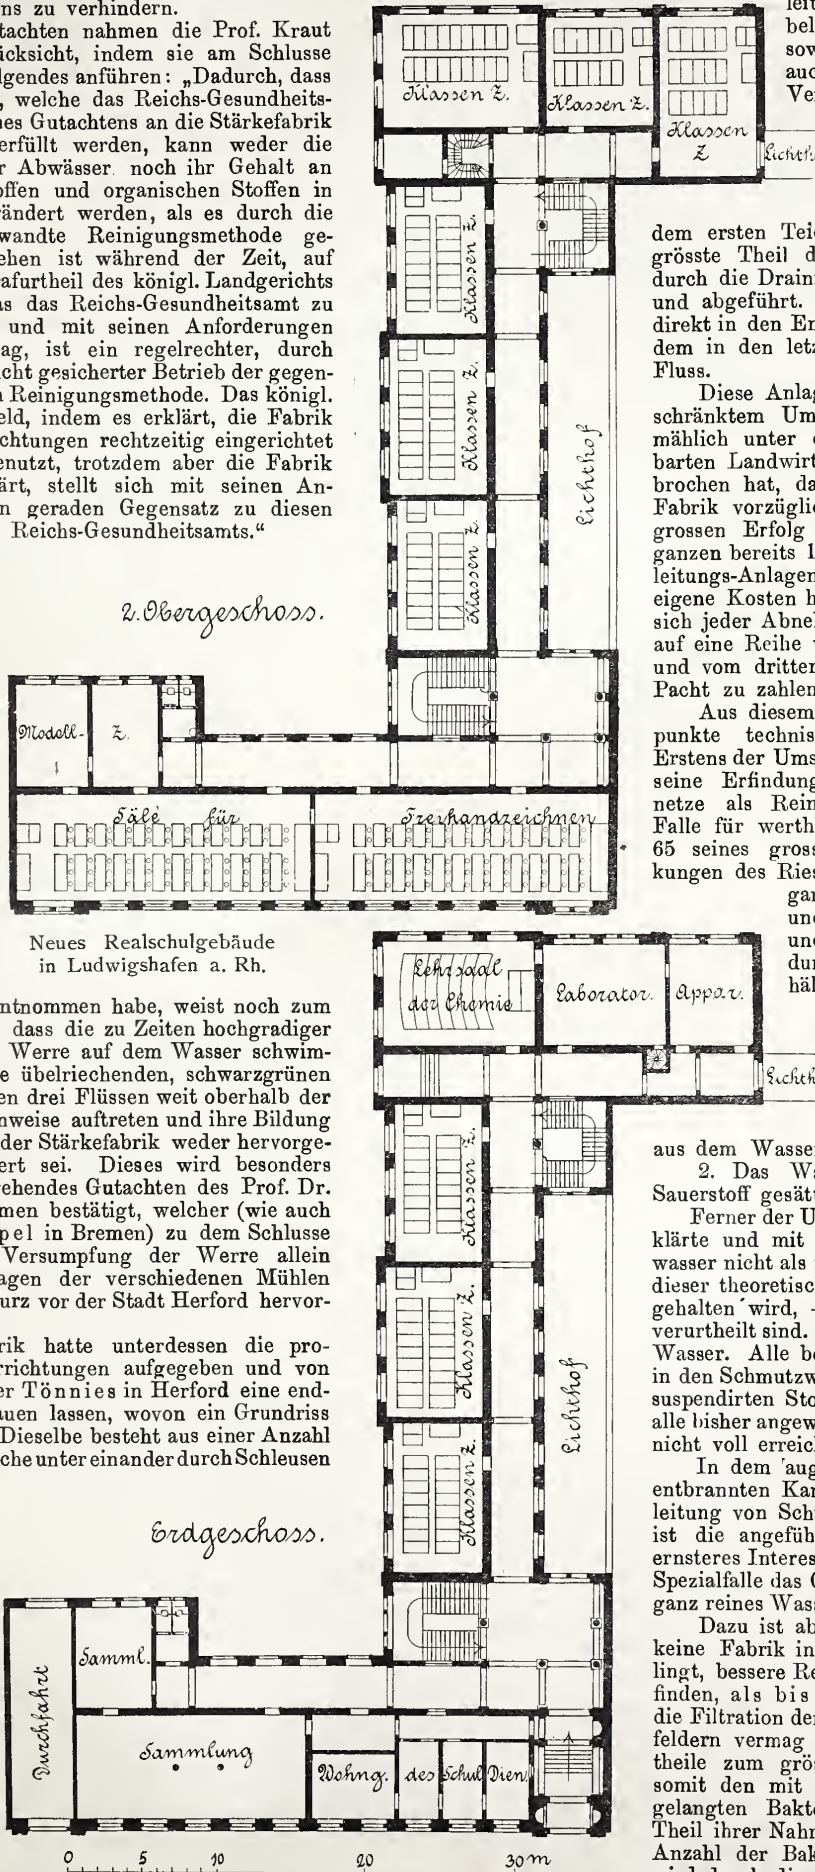 ns zu verhindern.
tachten nahmen die Prof. Kraut
icksicht, indem sie am Schlusse
lgendes anführen: „Dadurch, dass
, welche das Reichs-Gesundheits-
nes Gutachtens an die Stärkefabrik
erfüllt werden, kann weder die
r Abwässer noch ihr Gehalt an
offen und organischen Stoffen in
rändert werden, als es durch die
wandte Reinigungsmethode ge-
ehen ist während der Zeit, auf
afurtheil des königl. Landgerichts
as das Reichs-Gesundheitsamt zu
und mit seinen Anforderungen
ag, ist ein regelrechter, durch
icht gesicherter Betrieb der gegen-
n Reinigungsmethode. Das königl.
eld, indem es erklärt, die Fabrik
chtungen rechtzeitig eingerichtet
enutzt, trotzdem aber die Fabrik
ärt, stellt sich mit seinen An-
n geraden Gegensatz zu diesen
Reichs-Gesundheitsamts.“
Klassen Z.
Klassen Z.
Klassen
Z
Lichth
Klassen Z.
Klassen Z.
Klassen Z.
Lichthof
2. Obergeschoss.
Modell-
Z.
Säle für Freihandzeichnen
Neues Realschulgebäude
in Ludwigshafen a. Rh.
ntnommen habe, weist noch zum
dass die zu Zeiten hochgradiger
Werre auf dem Wasser schwim-
e übelriechenden, schwarzgrünen
en drei Flüssen weit oberhalb der
nweise auftreten und ihre Bildung
der Stärkefabrik weder hervorge-
ert sei. Dieses wird besonders
ehendes Gutachten des Prof. Dr.
men bestätigt, welcher (wie auch
pel in Bremen) zu dem Schlusse
Versumpfung der Werre allein
agen der verschiedenen Mühlen
urz vor der Stadt Herford hervor-
rik hatte unterdessen die pro-
rrichtungen aufgegeben und von
er Tönnies in Herford eine end-
auen lassen, wovon ein Grundriss
Dieselbe besteht aus einer Anzahl
che unter einander durch Schleusen
Lehrsaal
der Chemie
Laborator.
Appar.
Lichth
Klassen Z.
Klassen Z.
Klassen Z.
Lichthof
Erdgeschoss.
Durchfahrt
Samml.
Sammlung
Wohng. des Schul Dien.
0 5 10 20 30 m
leit
bel
sow
auc
Ve
dem ersten Teic
grösste Theil d
durch die Drain
und abgeführt.
direkt in den Er
dem in den letz
Fluss.
Diese Anlag
schränktem Um
mählich unter
barten Landwirt
brochen hat, da
Fabrik vorzüglic
grossen Erfolg
ganzen bereits 1
leitungs-Anlagen
eigene Kosten h
sich jeder Abneh
auf eine Reihe
und vom dritten
Pacht zu zahlen
Aus diesem
punkte technis
Erstens der Ums
seine Erfindung
netze als Rein
Falle für werth
65 seines gross
kungen des Ries
gan
und
und
dur
häl
aus dem Wasse
2. Das Wa
Sauerstoff gesätt
Ferner der U
klärte und mit
wasser nicht als
dieser theoretisc
gehalten wird, -
verurtheilt sind.
Wasser. Alle be
in den Schmutzw
suspendirten Sto
alle bisher angew
nicht voll erreic
In dem aug
entbrannten Kam
leitung von Sch
ist die angefüh
ernsteres Interes
Spezialfalle das
ganz reines Wass
Dazu ist ab
keine Fabrik in
lingt, bessere Re
finden, als bis
die Filtration der
feldern vermag
theile zum grös
somit den mit
gelangten Bakt
Theil ihrer Nahr
Anzahl der Bak